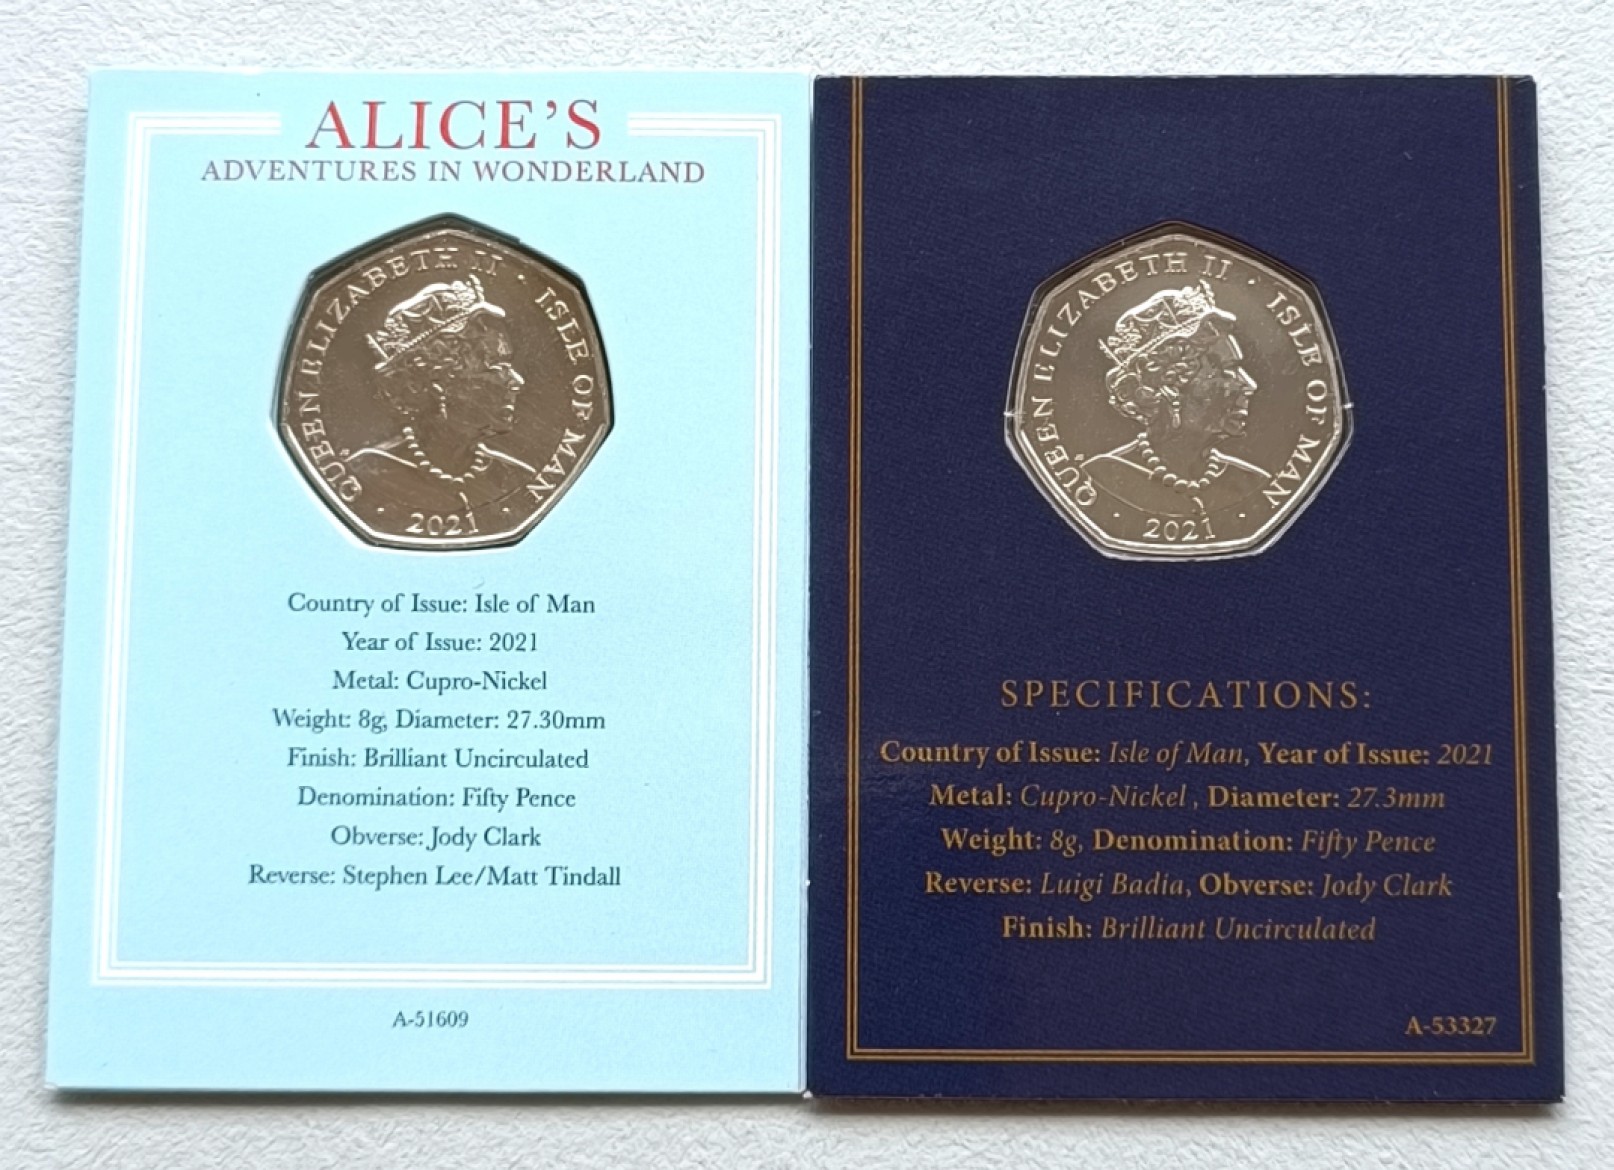 ALICE'S
ADVENTURES IN WONDERLAND
QUEEN ELIZABETH II · ISLE OF MAN
· 2021 ·
Country of Issue: Isle of Man
Year of Issue: 2021
Metal: Cupro-Nickel
Weight: 8g, Diameter: 27.30mm
Finish: Brilliant Uncirculated
Denomination: Fifty Pence
Obverse: Jody Clark
Reverse: Stephen Lee/Matt Tindall
A-51609
QUEEN ELIZABETH II · ISLE OF MAN
· 2021 ·
SPECIFICATIONS:
Country of Issue: Isle of Man, Year of Issue: 2021
Metal: Cupro-Nickel , Diameter: 27.3mm
Weight: 8g, Denomination: Fifty Pence
Reverse: Luigi Badia, Obverse: Jody Clark
Finish: Brilliant Uncirculated
A-53327